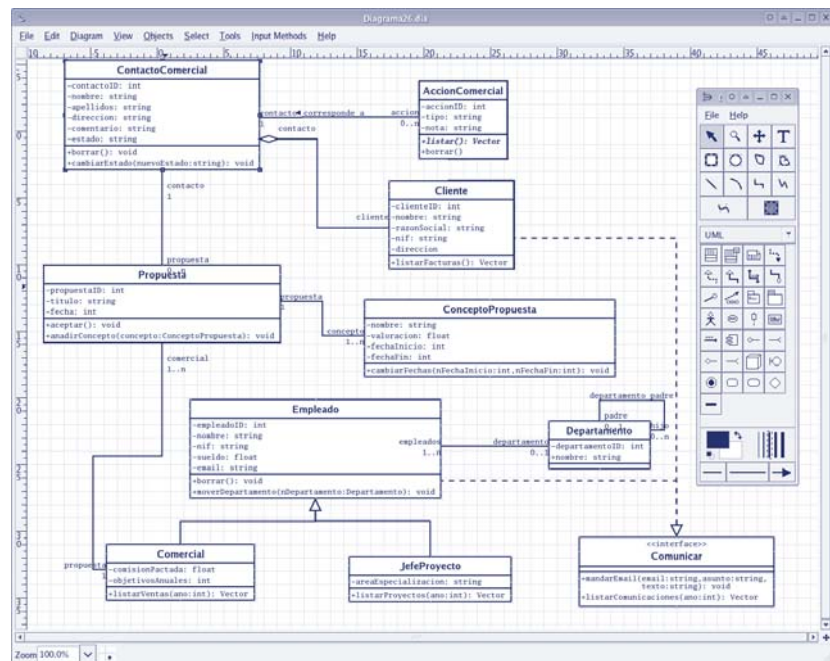 Diagrama26.dia
File Edit Diagram View Objects Select Tools Input Methods Help
ContactoComercial
-contactoID: int
-nombre: string
-apellidos: string
-direccion: string
-comentario: string
-estado: string
+borrar(): void
+cambiarEstado(nuevoEstado:string): void
contacto corresponde a accion
1
0..n
AccionComercial
-accionID: int
-tipo: string
-nota: string
+listar(): Vector
+borrar()
contacto
cliente
Cliente
-clienteID: int
-nombre: string
-razonSocial: string
-nif: string
-direccion
+listarFacturas(): Vector
contacto
1
propuesta
0..n
Propuesta
-propuestaID: int
-titulo: string
-fecha: int
+aceptar(): void
+anadirConcepto(concepto:ConceptoPropuesta): void
propuesta
1
concepto
1..n
ConceptoPropuesta
-nombre: string
-valoracion: float
-fechaInicio: int
-fechaFin: int
+cambiarFechas(nFechaInicio:int,nFechaFin:int): void
comercial
1..n
Empleado
-empleadoID: int
-nombre: string
-nif: string
-sueldo: float
-email: string
+borrar(): void
+moverDepartamento(nDepartamento:Departamento): void
empleados
1..n
departamento
0..1
departamento padre
padre
0..1
hijo
0..n
Departamento
-departamentoID: int
+nombre: string
propuesta
1
Comercial
-comisionPactada: float
-objetivosAnuales: int
+listarVentas(ano:int): Vector
JefeProyecto
-areaEspecializacion: string
+listarProyectos(ano:int): Vector
<<interface>>
Comunicar
+mandarEmail(email:string,asunto:string,
texto:string): void
+listarComunicaciones(ano:int): Vector
File Help
T
UML
Zoom 100.0%